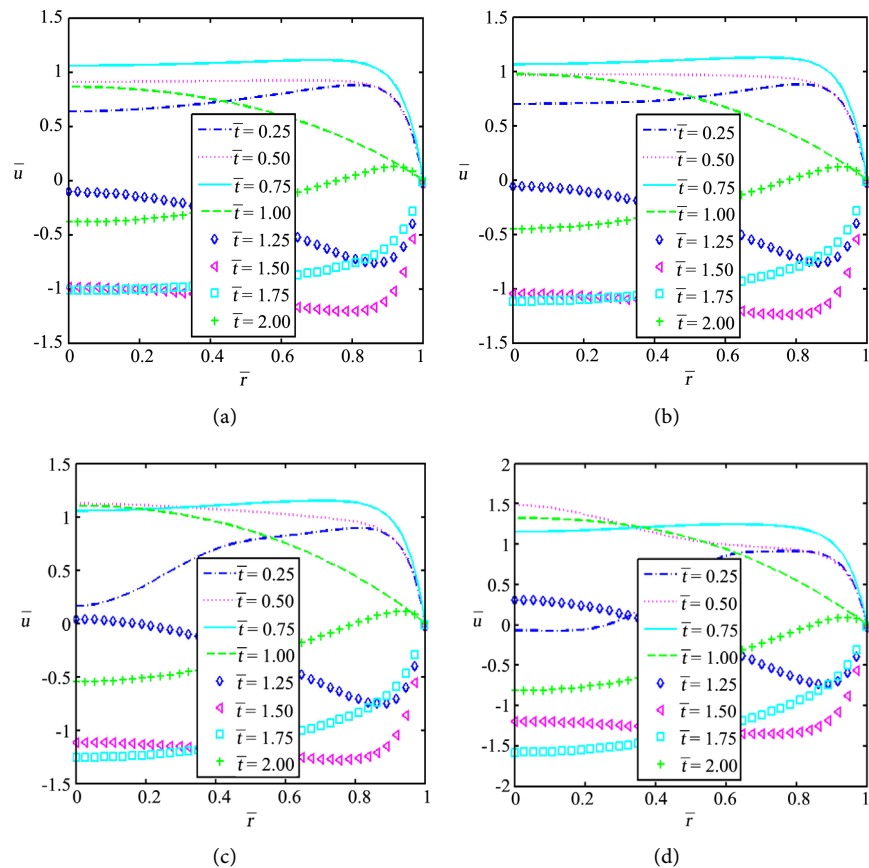 1.5
1
0.5
0
-0.5
-1
-1.5
u̅
0 0.2 0.4 0.6 0.8 1
r̅
t̅ = 0.25
t̅ = 0.50
t̅ = 0.75
t̅ = 1.00
t̅ = 1.25
t̅ = 1.50
t̅ = 1.75
t̅ = 2.00
(a)
1.5
1
0.5
0
-0.5
-1
-1.5
u̅
0 0.2 0.4 0.6 0.8 1
r̅
t̅ = 0.25
t̅ = 0.50
t̅ = 0.75
t̅ = 1.00
t̅ = 1.25
t̅ = 1.50
t̅ = 1.75
t̅ = 2.00
(b)
1.5
1
0.5
0
-0.5
-1
-1.5
u̅
0 0.2 0.4 0.6 0.8 1
r̅
t̅ = 0.25
t̅ = 0.50
t̅ = 0.75
t̅ = 1.00
t̅ = 1.25
t̅ = 1.50
t̅ = 1.75
t̅ = 2.00
(c)
2
1.5
1
0.5
0
-0.5
-1
-1.5
-2
u̅
0 0.2 0.4 0.6 0.8 1
r̅
t̅ = 0.25
t̅ = 0.50
t̅ = 0.75
t̅ = 1.00
t̅ = 1.25
t̅ = 1.50
t̅ = 1.75
t̅ = 2.00
(d)